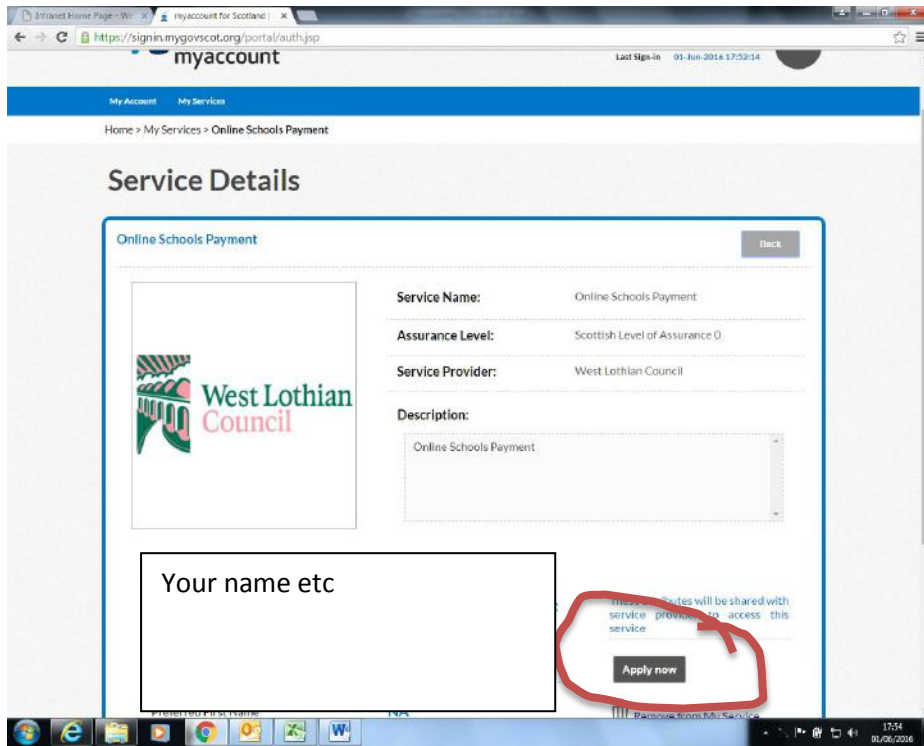 Intranet Home Page - We
myaccount for Scotland |
https://signin.mygovscot.org/portal/auth.jsp
myaccount
Last Sign-in 01-Jun-2016 17:52:14
My Account My Services
Home > My Services > Online Schools Payment
Service Details
Online Schools Payment
Back
Service Name: Online Schools Payment
Assurance Level: Scottish Level of Assurance 0
Service Provider: West Lothian Council
West Lothian
Council
Description:
Online Schools Payment
Your name etc
These attributes will be shared with
service provider to access this
service
Apply now
Preferred First Name NA
Remove from My Service
17:54
01/06/2016